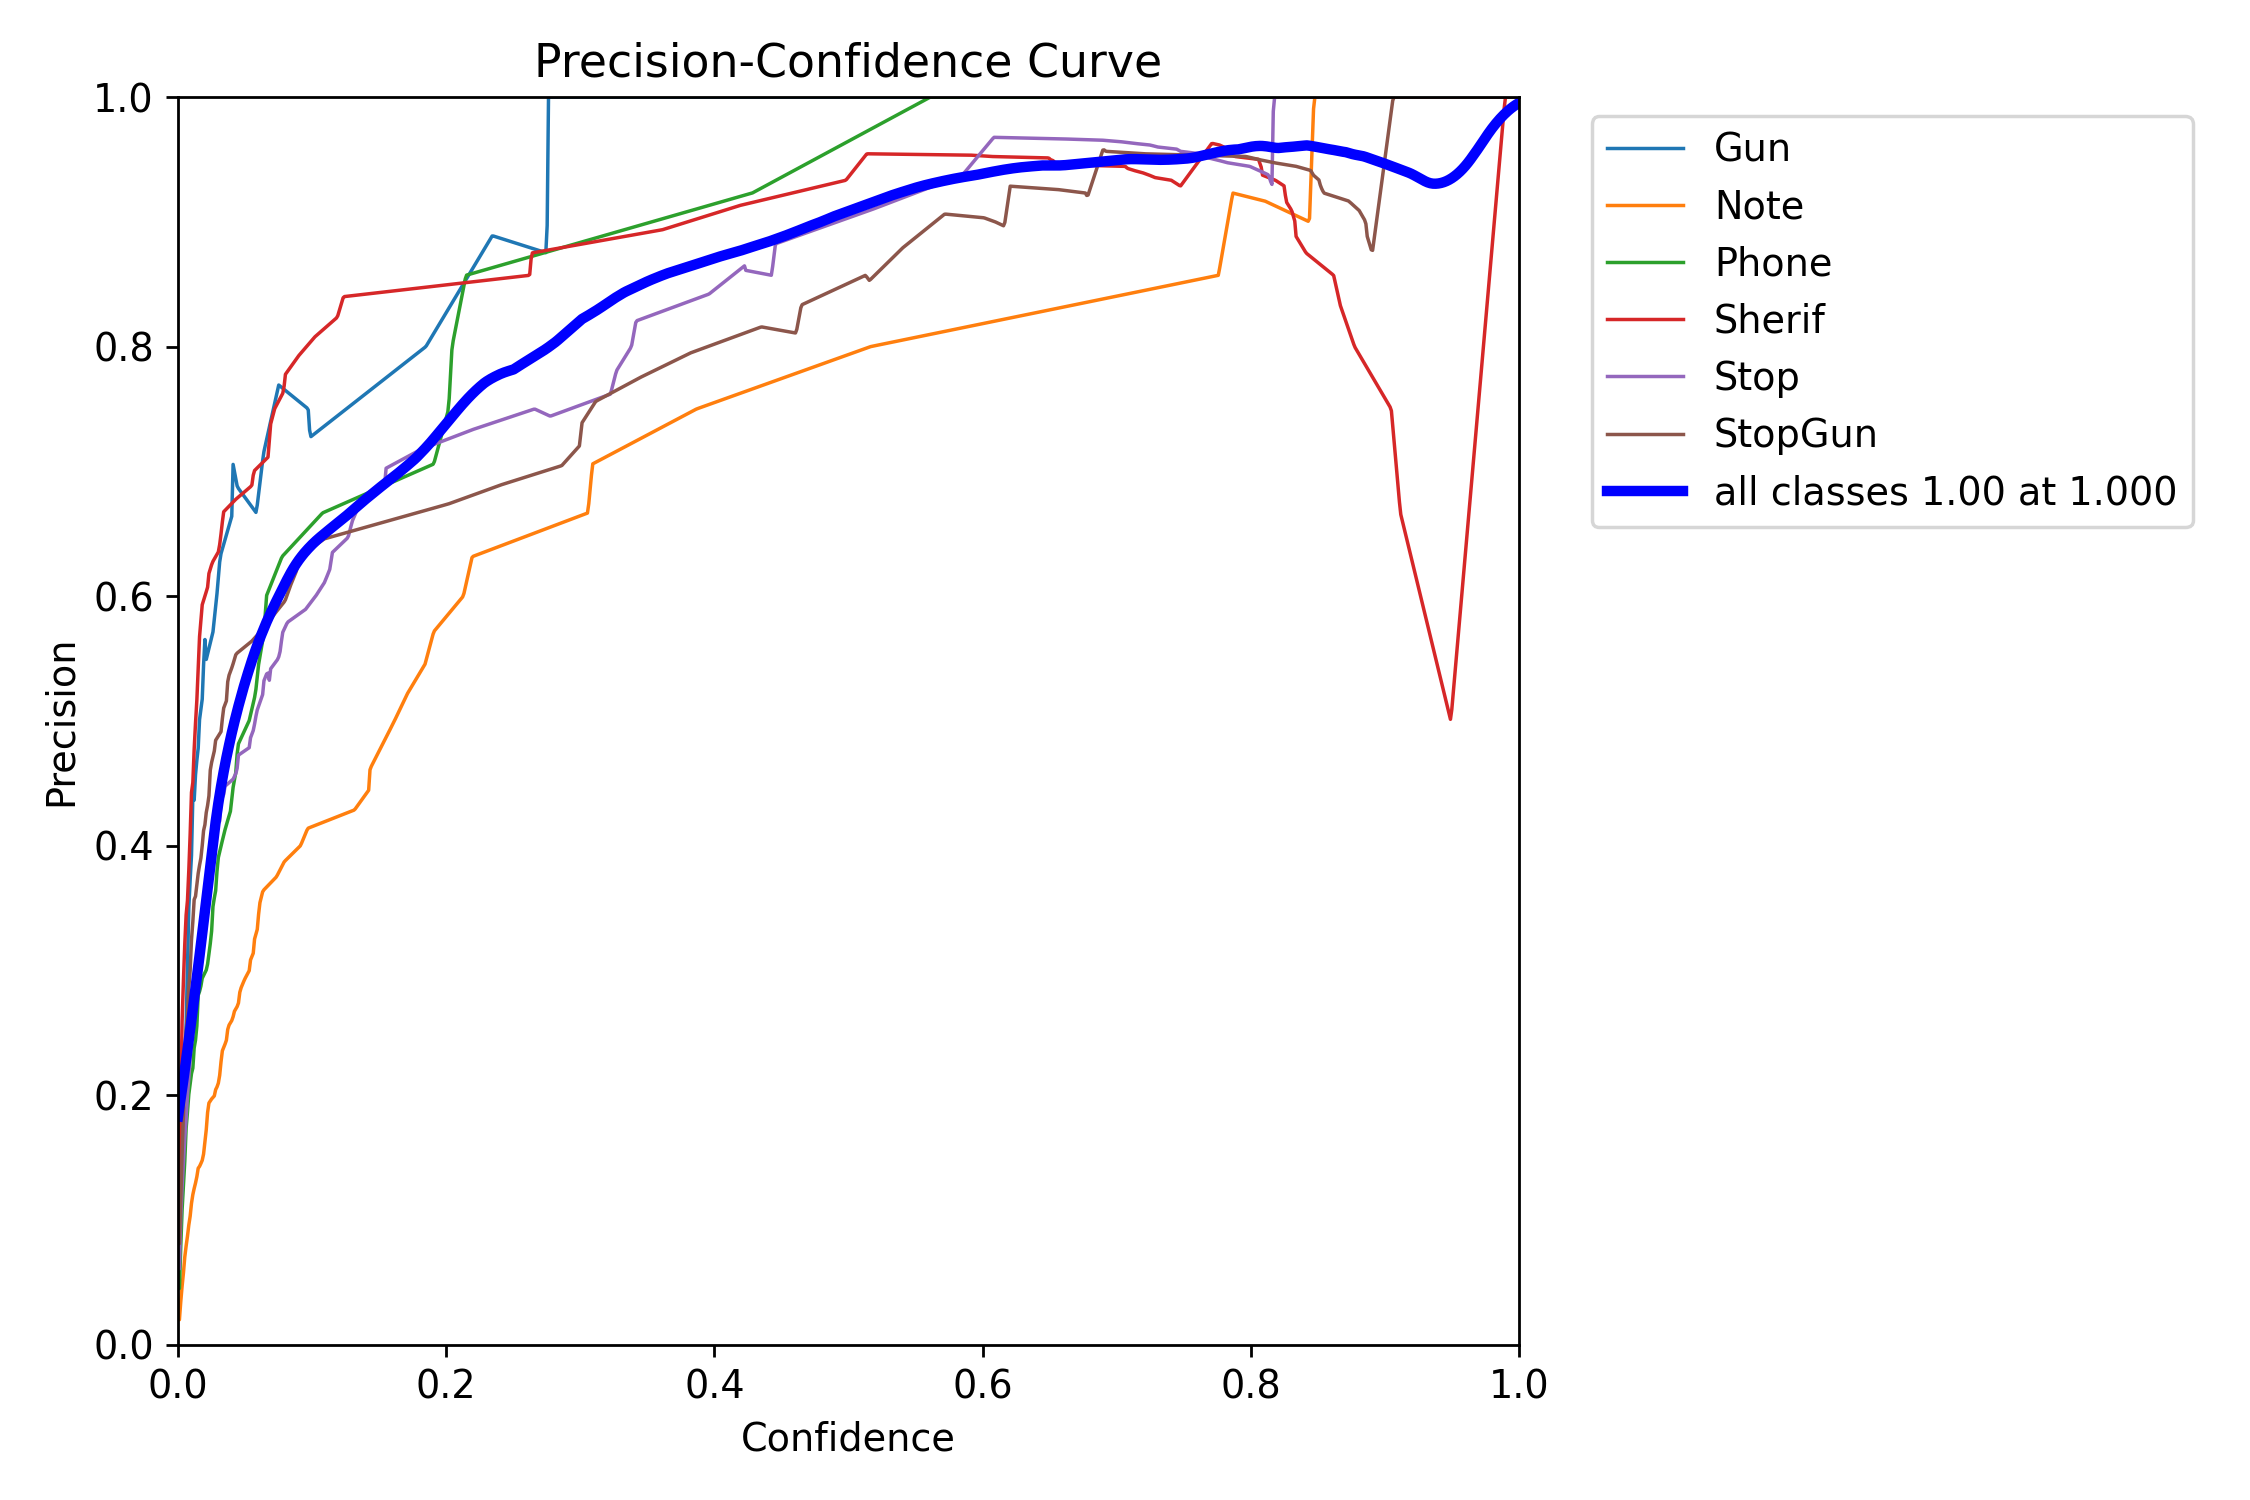 Precision-Confidence Curve
1.0
0.8
0.6
0.4
0.2
0.0
Precision
0.0 0.2 0.4 0.6 0.8 1.0
Confidence
Gun
Note
Phone
Sherif
Stop
StopGun
all classes 1.00 at 1.000